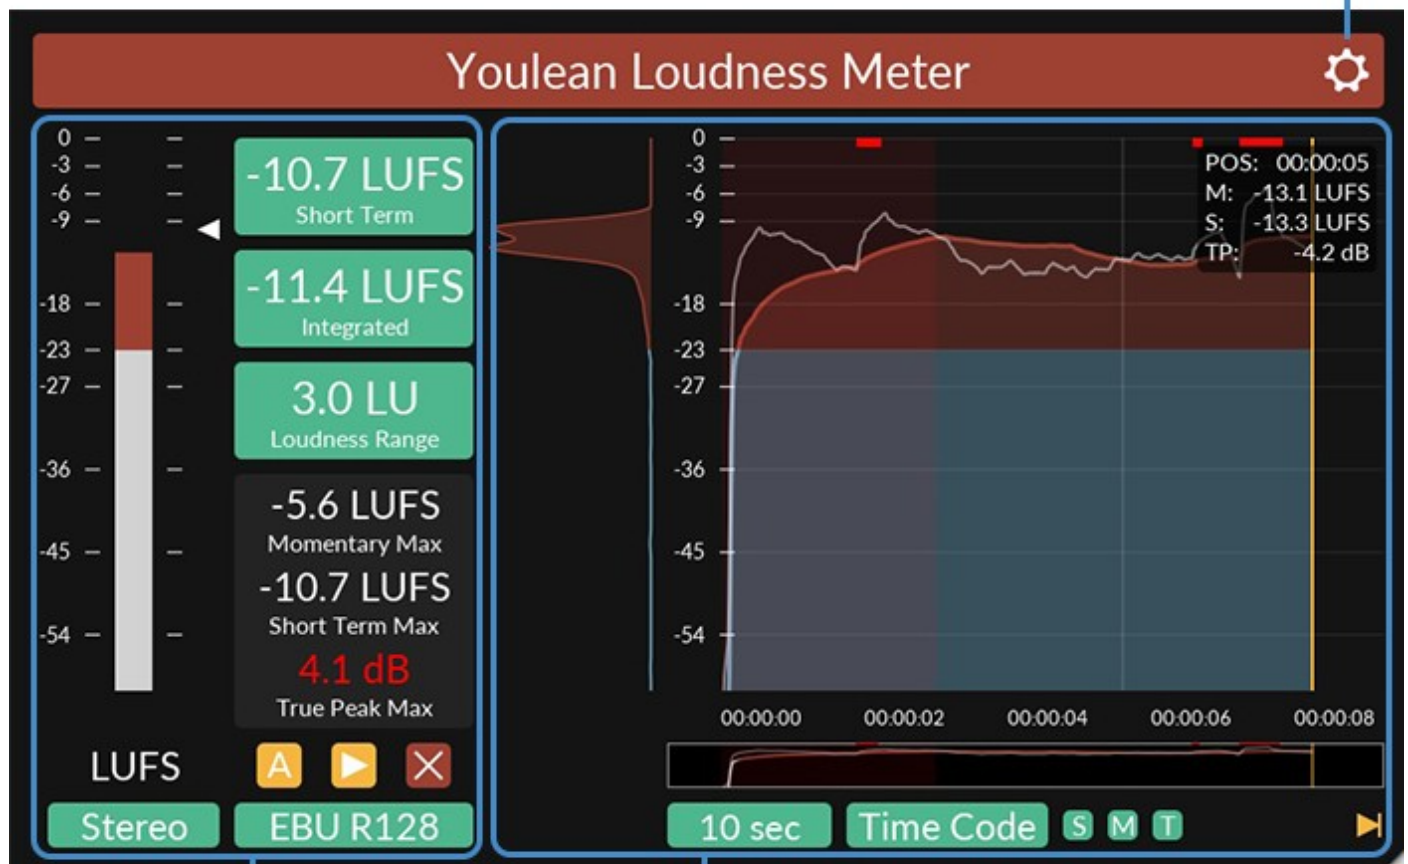 Youlean Loudness Meter
0
-3
-6
-9
-18
-23
-27
-36
-45
-54
LUFS
Stereo
-10.7 LUFS
Short Term
-11.4 LUFS
Integrated
3.0 LU
Loudness Range
-5.6 LUFS
Momentary Max
-10.7 LUFS
Short Term Max
4.1 dB
True Peak Max
A
EBU R128
0
-3
-6
-9
-18
-23
-27
-36
-45
-54
POS: 00:00:05
M: -13.1 LUFS
S: -13.3 LUFS
TP: -4.2 dB
00:00:00 00:00:02 00:00:04 00:00:06 00:00:08
10 sec Time Code S M T